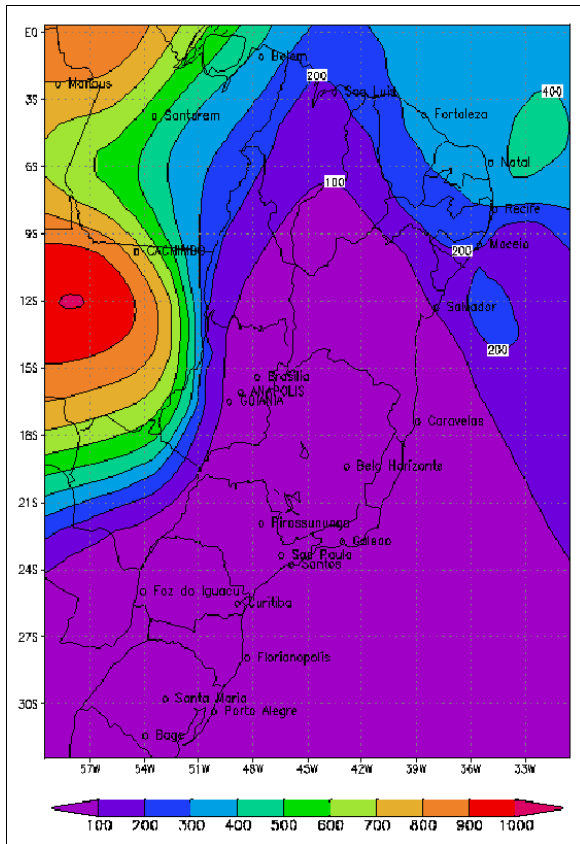 EQ
Belem
Manaus
200
Sao Luis
3S
400
Santarem
Fortaleza
6S
Natal
100
Recife
9S
Maceio
CACHIMBO
200
12S
Salvador
200
15S
Brasilia
ANAPOLIS
GOIANIA
18S
Caravelas
Belo Horizonte
21S
Pirassununga
Galeao
Sao Paulo
24S
Santos
Foz do Iguacu
Curitiba
27S
Florianopolis
30S
Santa Maria
Porto Alegre
Bage
57W 54W 51W 48W 45W 42W 39W 36W 33W
100 200 300 400 500 600 700 800 900 1000